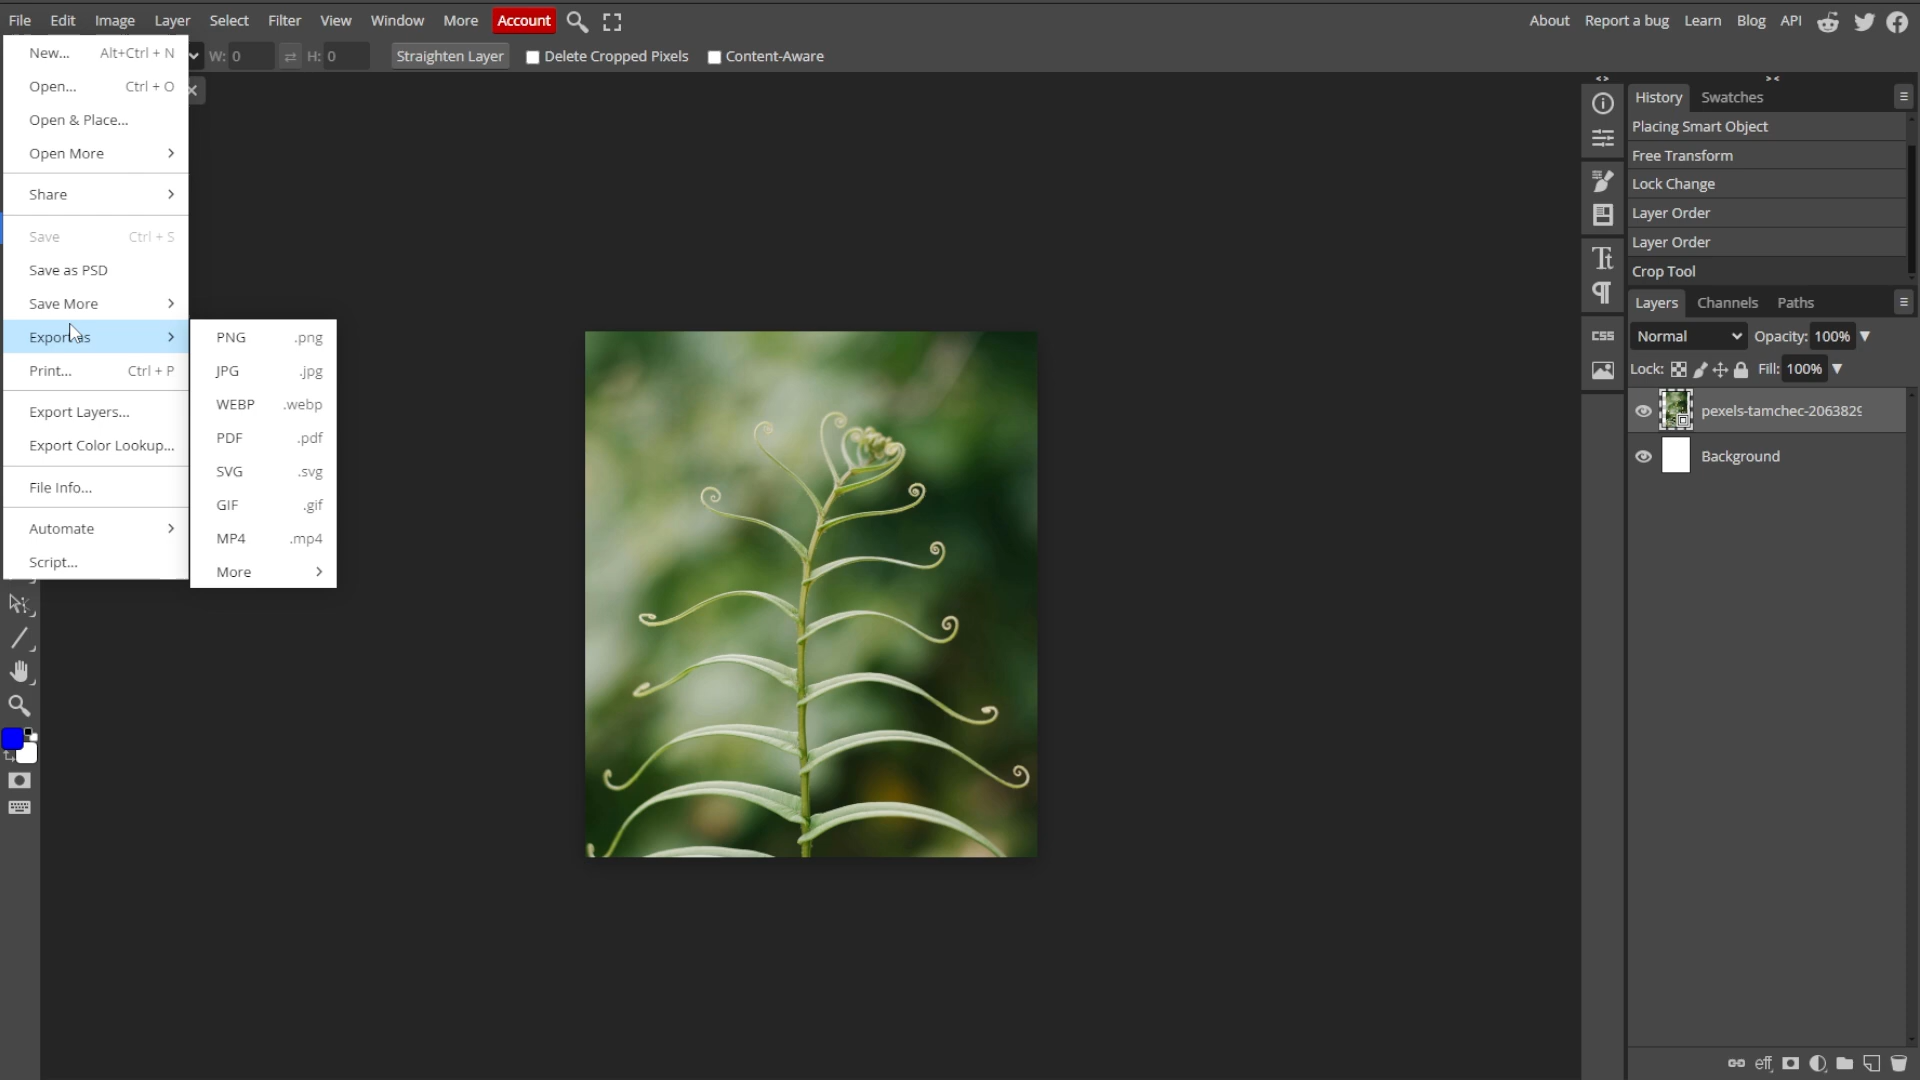 File Edit Image Layer Select Filter View Window More Account About Report a bug Learn Blog API
W: 0 H: 0 Straighten Layer Delete Cropped Pixels Content-Aware
New... Alt+Ctrl + N
Open... Ctrl + O
Open & Place...
Open More
Share
Save Ctrl + S
Save as PSD
Save More
Export as
Print... Ctrl + P
Export Layers...
Export Color Lookup...
File Info...
Automate
Script...
PNG .png
JPG .jpg
WEBP .webp
PDF .pdf
SVG .svg
GIF .gif
MP4 .mp4
More
History Swatches
Placing Smart Object
Free Transform
Lock Change
Layer Order
Layer Order
Crop Tool
CSS
Layers Channels Paths
Normal Opacity: 100%
Lock: Fill: 100%
pexels-tamchec-2063829
Background
eff